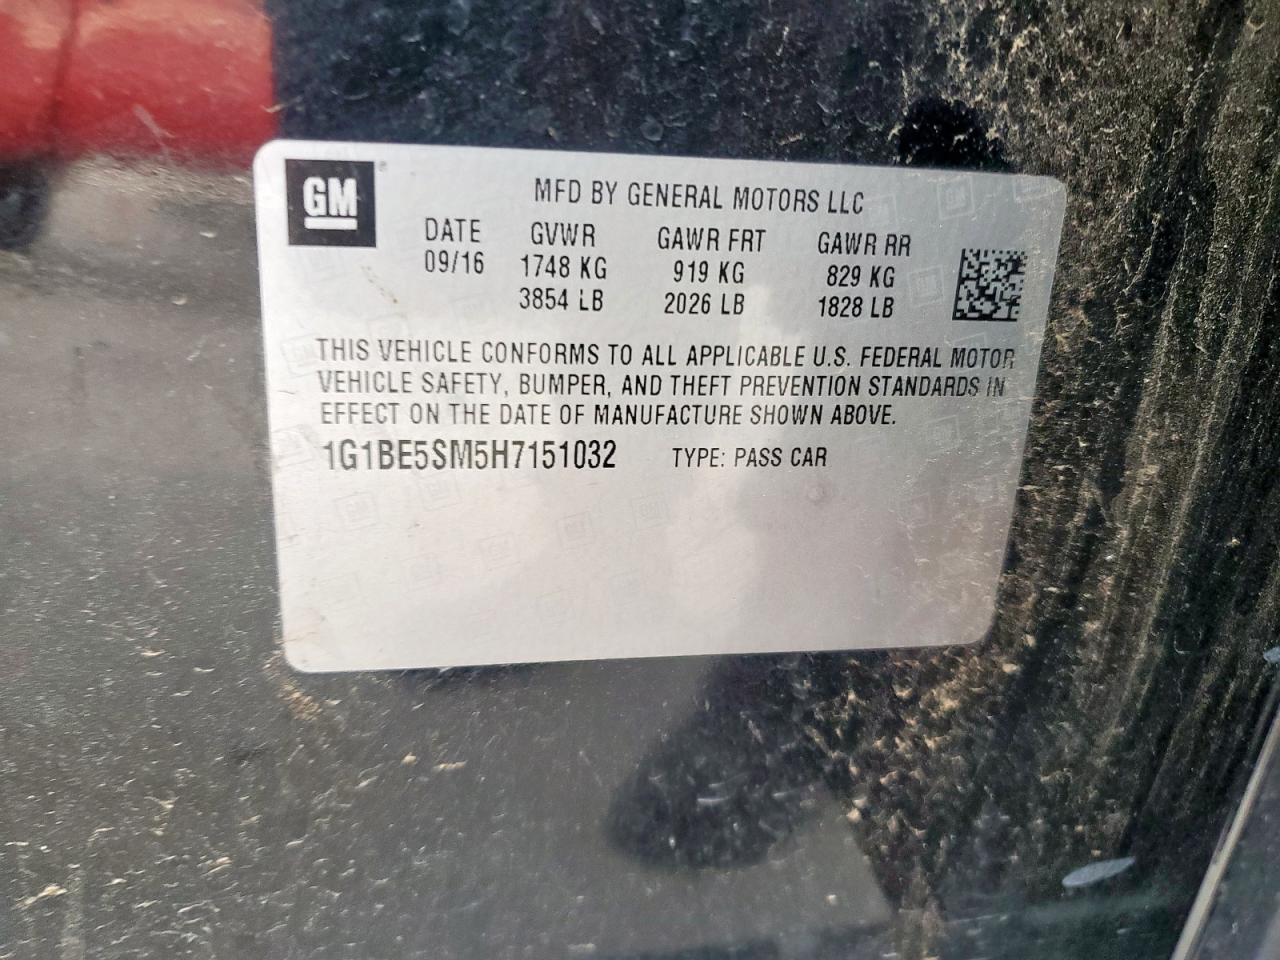 GM®
MFD BY GENERAL MOTORS LLC
DATE GVWR GAWR FRT GAWR RR
09/16 1748 KG 919 KG 829 KG
3854 LB 2026 LB 1828 LB
THIS VEHICLE CONFORMS TO ALL APPLICABLE U.S. FEDERAL MOTOR
VEHICLE SAFETY, BUMPER, AND THEFT PREVENTION STANDARDS IN
EFFECT ON THE DATE OF MANUFACTURE SHOWN ABOVE.
1G1BE5SM5H7151032 TYPE: PASS CAR